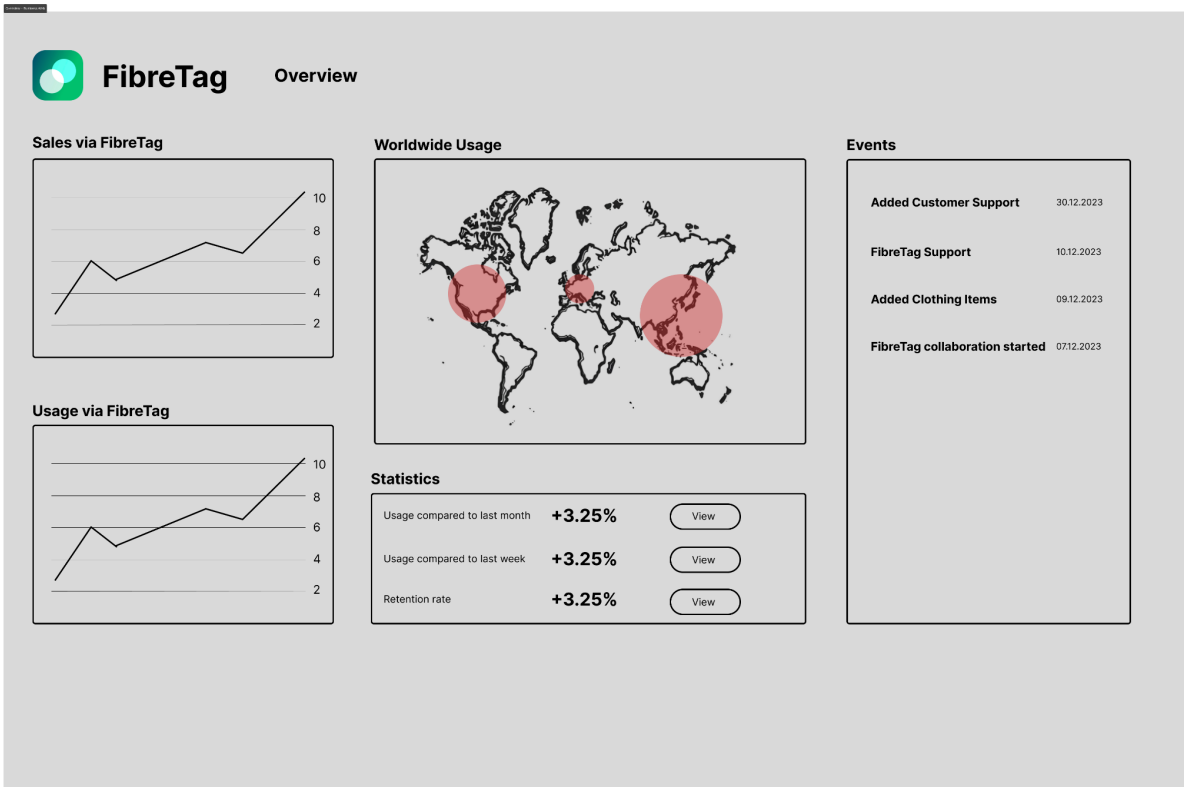 FibreTag
Overview
Sales via FibreTag
10
8
6
4
2
Usage via FibreTag
10
8
6
4
2
Worldwide Usage
Statistics
Usage compared to last month +3.25% View
Usage compared to last week +3.25% View
Retention rate +3.25% View
Events
Added Customer Support 30.12.2023
FibreTag Support 10.12.2023
Added Clothing Items 09.12.2023
FibreTag collaboration started 07.12.2023